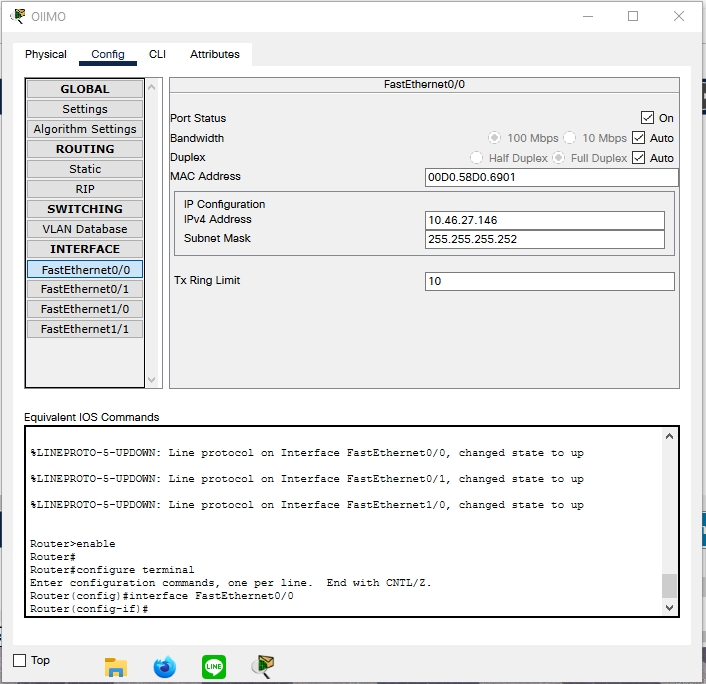 OIIMO
Physical Config CLI Attributes
GLOBAL
Settings
Algorithm Settings
ROUTING
Static
RIP
SWITCHING
VLAN Database
INTERFACE
FastEthernet0/0
FastEthernet0/1
FastEthernet1/0
FastEthernet1/1
FastEthernet0/0
Port Status On
Bandwidth 100 Mbps 10 Mbps Auto
Duplex Half Duplex Full Duplex Auto
MAC Address 00D0.58D0.6901
IP Configuration
IPv4 Address 10.46.27.146
Subnet Mask 255.255.255.252
Tx Ring Limit 10
Equivalent IOS Commands
%LINEPROTO-5-UPDOWN: Line protocol on Interface FastEthernet0/0, changed state to up
%LINEPROTO-5-UPDOWN: Line protocol on Interface FastEthernet0/1, changed state to up
%LINEPROTO-5-UPDOWN: Line protocol on Interface FastEthernet1/0, changed state to up
Router>enable
Router#
Router#configure terminal
Enter configuration commands, one per line. End with CNTL/Z.
Router(config)#interface FastEthernet0/0
Router(config-if)#
Top
LINE